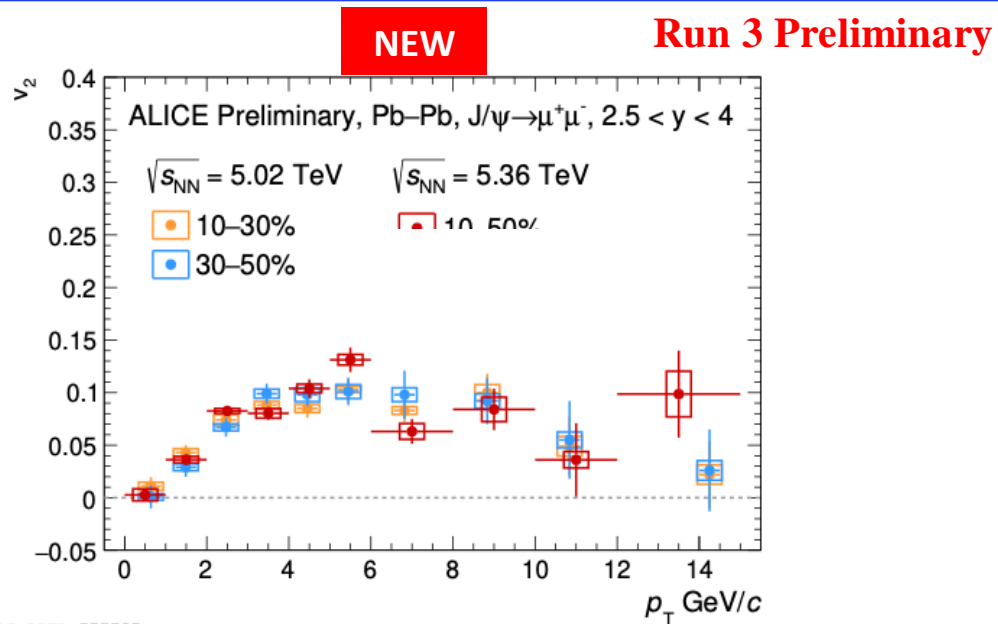 NEW
Run 3 Preliminary
v₂
0.4
ALICE Preliminary, Pb–Pb, J/ψ→μ⁺μ⁻, 2.5 < y < 4
0.35
0.3
√sNN = 5.02 TeV √sNN = 5.36 TeV
10–30% 10–50%
0.25
30–50%
0.2
0.15
0.1
0.05
0
−0.05
0 2 4 6 8 10 12 14
pT GeV/c